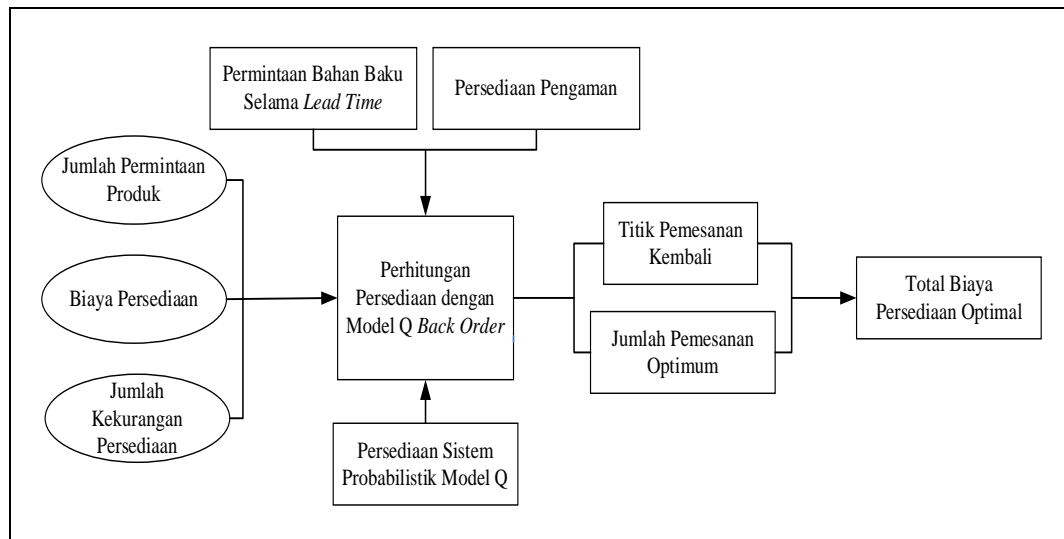 Permintaan Bahan Baku
Selama Lead Time
Persediaan Pengaman
Jumlah Permintaan
Produk
Biaya Persediaan
Jumlah
Kekurangan
Persediaan
Perhitungan
Persediaan dengan
Model Q Back Order
Persediaan Sistem
Probabilistik Model Q
Titik Pemesanan
Kembali
Jumlah Pemesanan
Optimum
Total Biaya
Persediaan Optimal